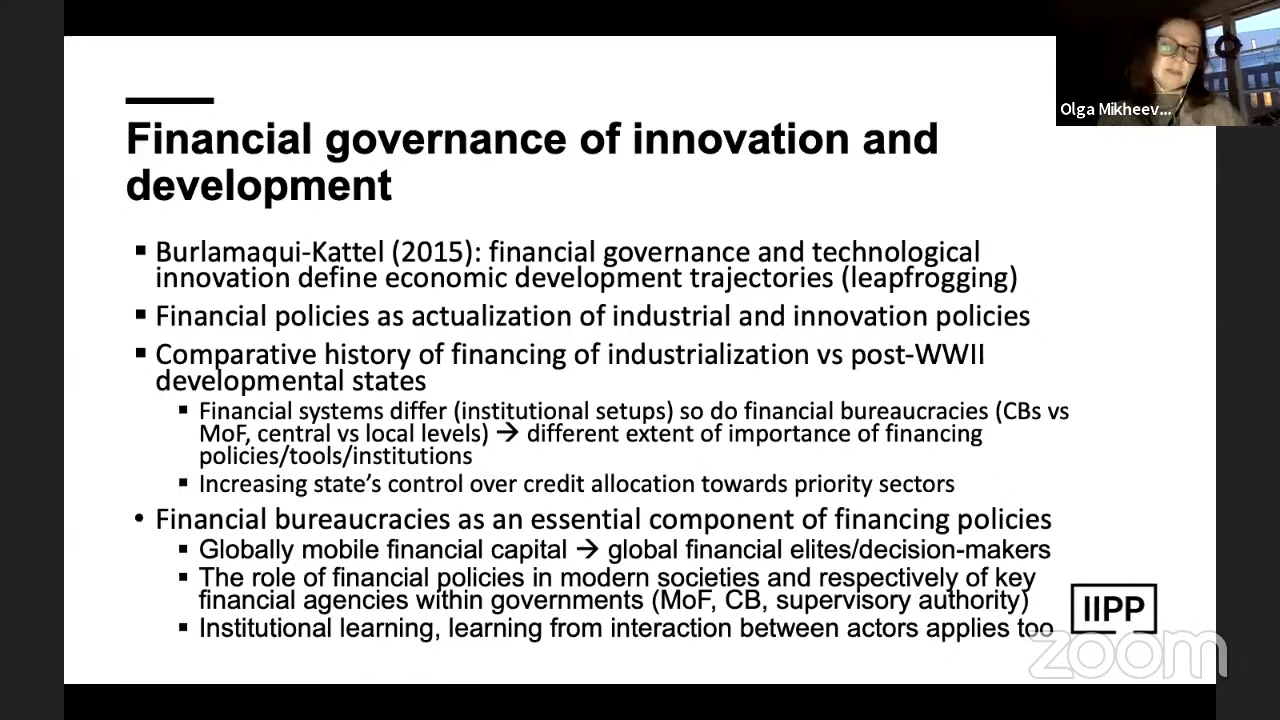 Olga Mikheev...
Financial governance of innovation and
development
▪ Burlamaqui-Kattel (2015): financial governance and technological
innovation define economic development trajectories (leapfrogging)
▪ Financial policies as actualization of industrial and innovation policies
▪ Comparative history of financing of industrialization vs post-WWII
developmental states
▪ Financial systems differ (institutional setups) so do financial bureaucracies (CBs vs
MoF, central vs local levels) → different extent of importance of financing
policies/tools/institutions
▪ Increasing state's control over credit allocation towards priority sectors
• Financial bureaucracies as an essential component of financing policies
▪ Globally mobile financial capital → global financial elites/decision-makers
▪ The role of financial policies in modern societies and respectively of key
financial agencies within governments (MoF, CB, supervisory authority)
▪ Institutional learning, learning from interaction between actors applies too
IIPP
zoom